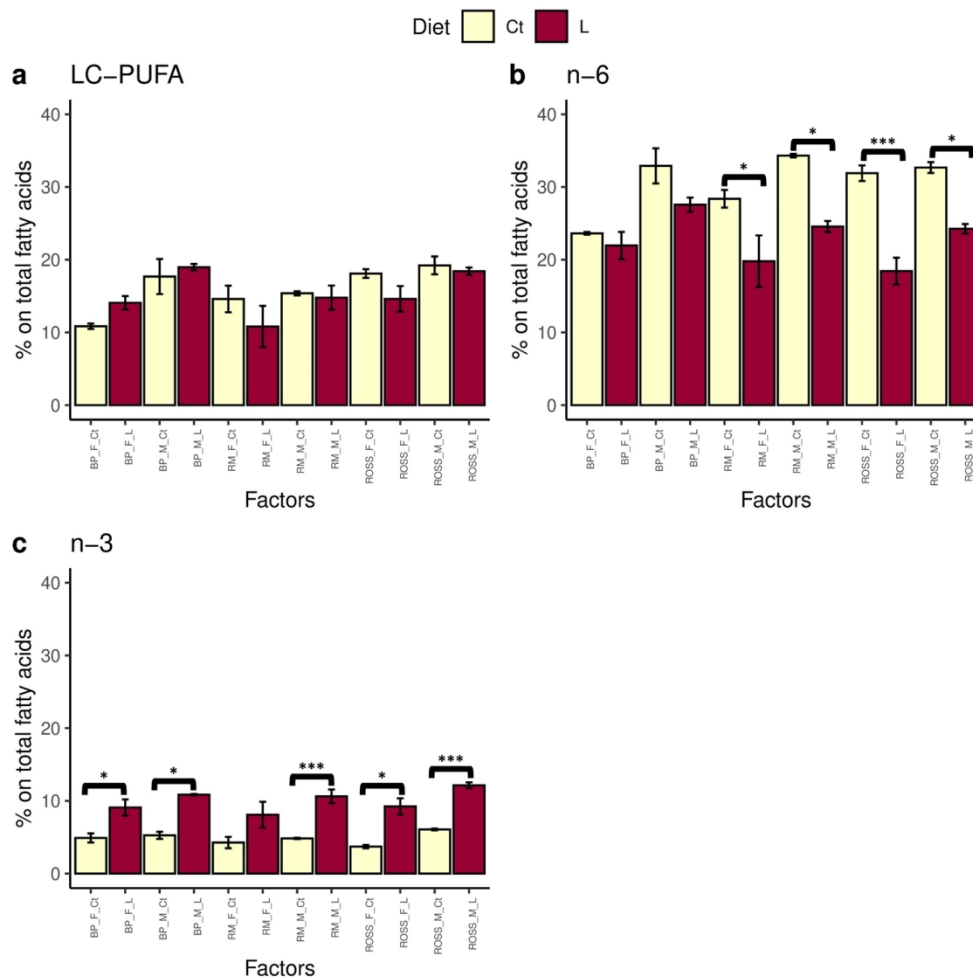 Diet Ct L
a LC-PUFA
% on total fatty acids
40
30
20
10
0
BP_F_Ct
BP_F_L
BP_M_Ct
BP_M_L
RM_F_Ct
RM_F_L
RM_M_Ct
RM_M_L
ROSS_F_Ct
ROSS_F_L
ROSS_M_Ct
ROSS_M_L
Factors
b n-6
% on total fatty acids
40
30
20
10
0
*
*
***
*
BP_F_Ct
BP_F_L
BP_M_Ct
BP_M_L
RM_F_Ct
RM_F_L
RM_M_Ct
RM_M_L
ROSS_F_Ct
ROSS_F_L
ROSS_M_Ct
ROSS_M_L
Factors
c n-3
% on total fatty acids
40
30
20
10
0
*
*
***
*
***
BP_F_Ct
BP_F_L
BP_M_Ct
BP_M_L
RM_F_Ct
RM_F_L
RM_M_Ct
RM_M_L
ROSS_F_Ct
ROSS_F_L
ROSS_M_Ct
ROSS_M_L
Factors